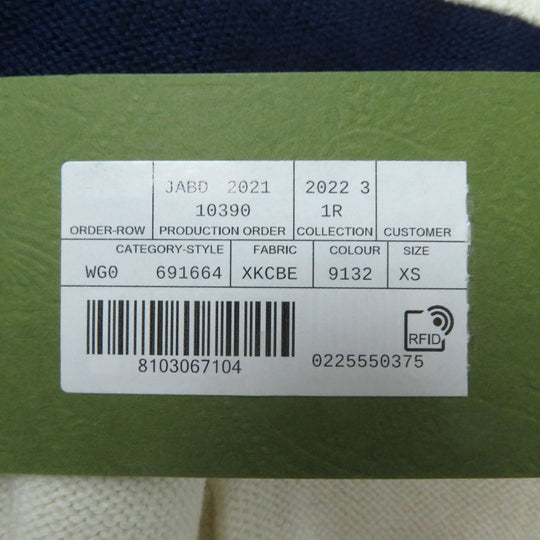 JABD 2021 2022 3
10390 1R
ORDER-ROW PRODUCTION ORDER COLLECTION CUSTOMER
CATEGORY-STYLE FABRIC COLOUR SIZE
WG0 691664 XKCBE 9132 XS
RFID
8103067104 0225550375